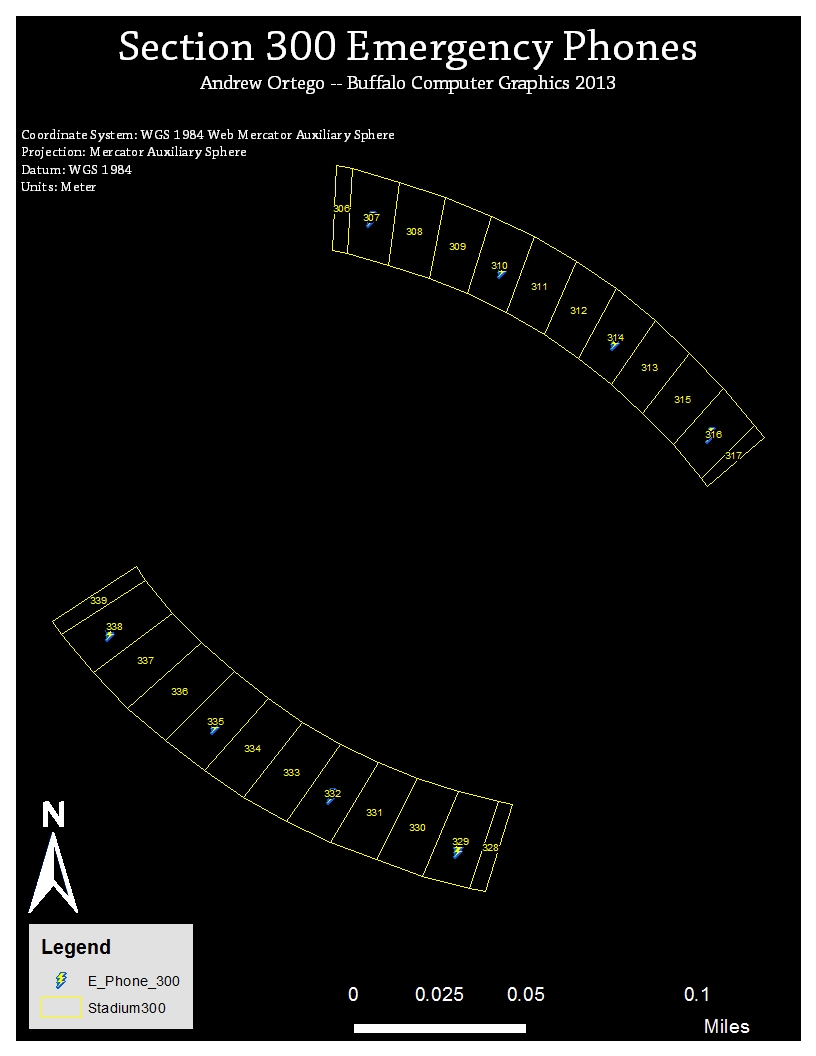 Section 300 Emergency Phones
Andrew Ortego -- Buffalo Computer Graphics 2013
Coordinate System: WGS 1984 Web Mercator Auxiliary Sphere
Projection: Mercator Auxiliary Sphere
Datum: WGS 1984
Units: Meter
306
307
308
309
310
311
312
314
313
315
316
317
339
338
337
336
335
334
333
332
331
330
329
328
N
Legend
E_Phone_300
Stadium300
0 0.025 0.05 0.1
Miles